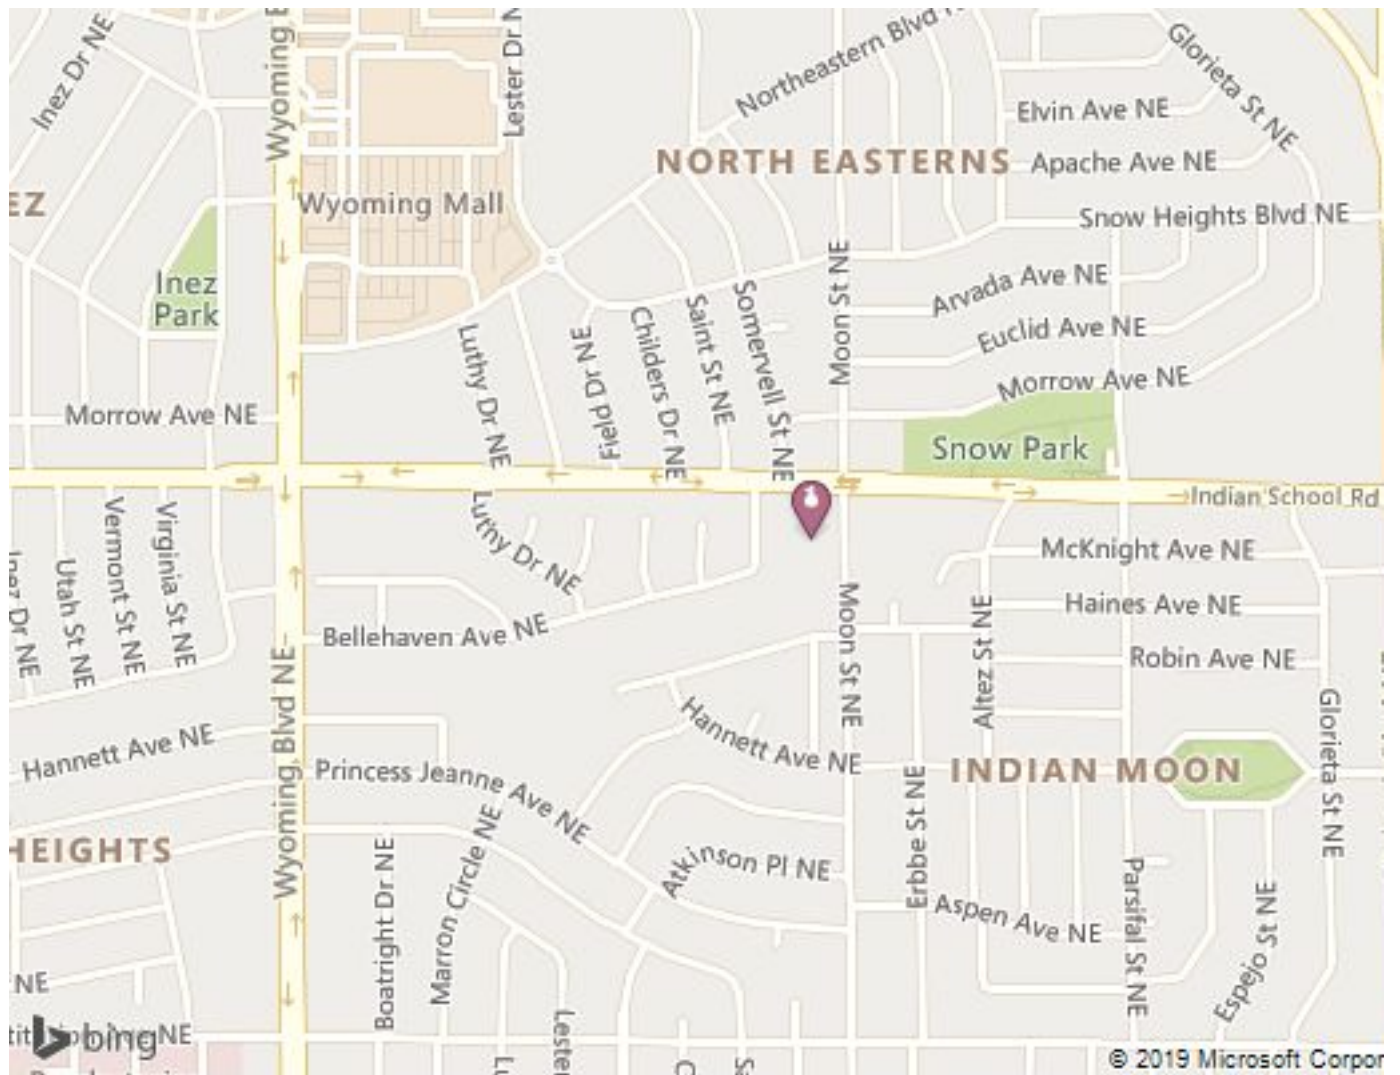 Inez Dr NE
Wyoming B
Lester Dr N
Northeastern Blvd
Glorieta St NE
Elvin Ave NE
NORTH EASTERNS
Apache Ave NE
EZ
Wyoming Mall
Snow Heights Blvd NE
Inez
Park
Moon St NE
Arvada Ave NE
Euclid Ave NE
Luthy Dr NE
Field Dr NE
Childers Dr NE
Saint St NE
Somervell St NE
Morrow Ave NE
Morrow Ave NE
Snow Park
Indian School Rd
Inez Dr NE
Utah St NE
Vermont St NE
Virginia St NE
Luthy Dr NE
McKnight Ave NE
Haines Ave NE
Bellehaven Ave NE
Moon St NE
Altez St NE
Robin Ave NE
Wyoming Blvd NE
Hannett Ave NE
Hannett Ave NE
Glorieta St NE
Princess Jeanne Ave NE
INDIAN MOON
HEIGHTS
Boatright Dr NE
Marron Circle NE
Atkinson Pl NE
Erbbe St NE
Aspen Ave NE
Parsifal St NE
Espejo St NE
NE
NE
bing
Lester
© 2019 Microsoft Corpor